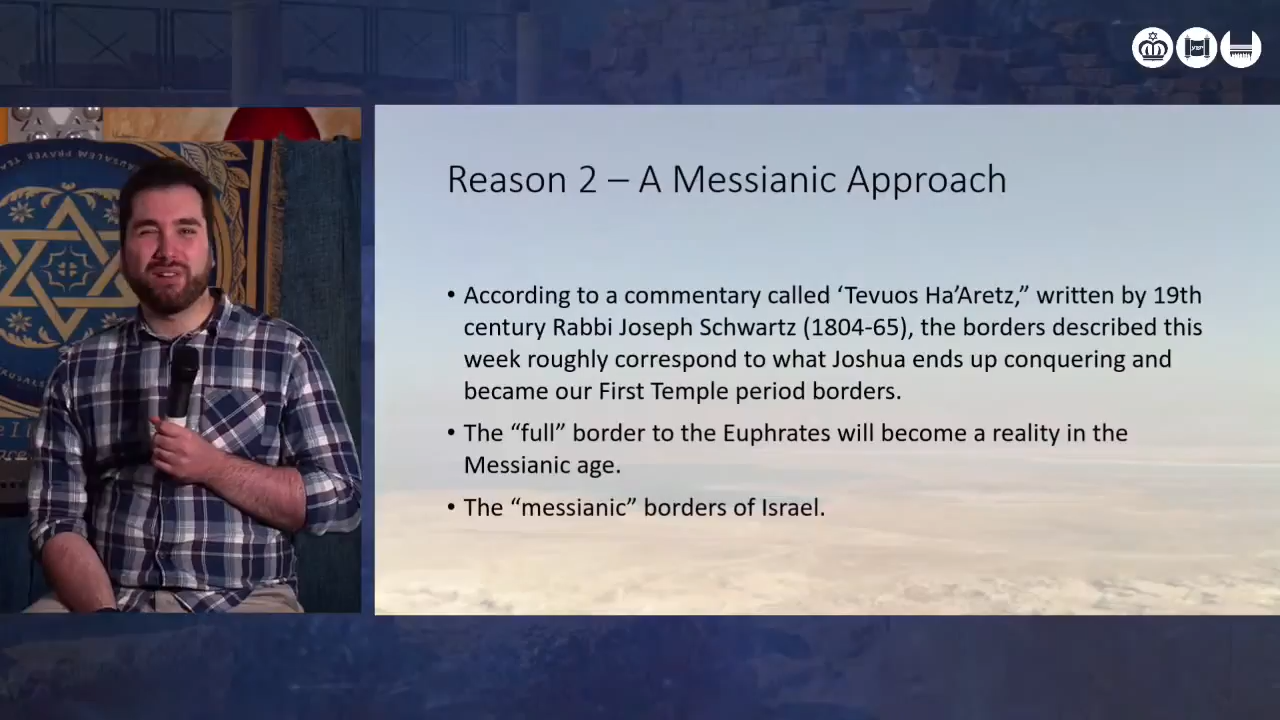 Reason 2 – A Messianic Approach
• According to a commentary called ‘Tevuos Ha’Aretz,” written by 19th
century Rabbi Joseph Schwartz (1804-65), the borders described this
week roughly correspond to what Joshua ends up conquering and
became our First Temple period borders.
• The “full” border to the Euphrates will become a reality in the
Messianic age.
• The “messianic” borders of Israel.